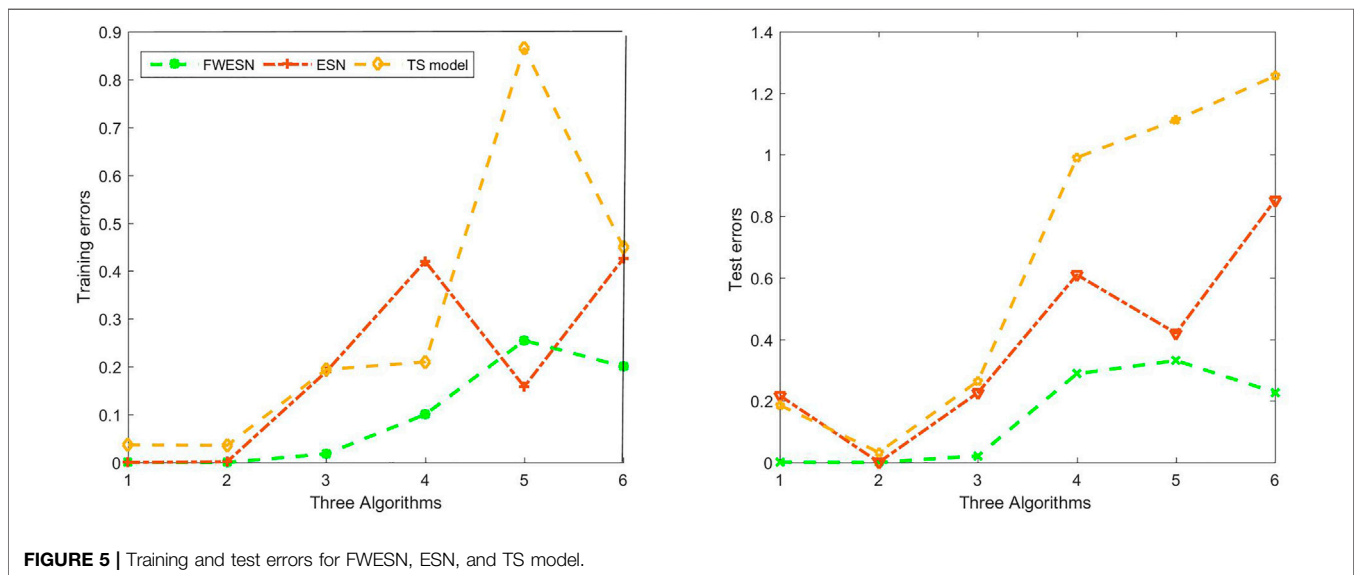 0.9
0.8
0.7
0.6
0.5
0.4
0.3
0.2
0.1
0
Training errors
FWESN ESN TS model
1 2 3 4 5 6
Three Algorithms
1.4
1.2
1
0.8
0.6
0.4
0.2
0
Test errors
1 2 3 4 5 6
Three Algorithms
FIGURE 5 | Training and test errors for FWESN, ESN, and TS model.